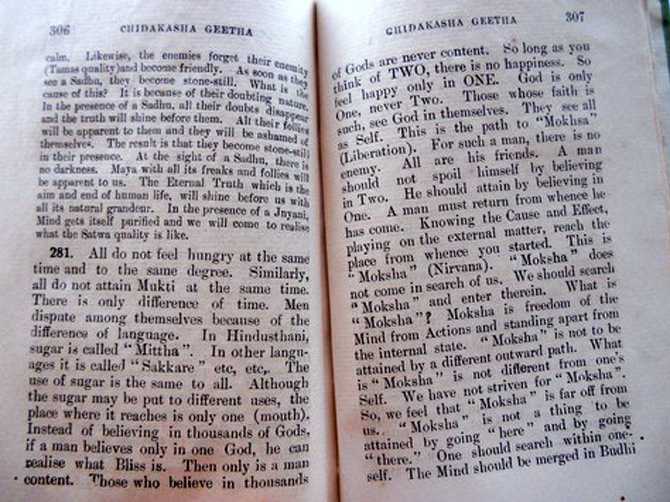 306 CHIDAKASHA GEETHA
calm. Likewise, the enemies forget their enemity
(Tamas quality)and become friendly. As soon as they
see a Sadhu, they become stone-still. What is the
cause of this? It is because of their doubting nature.
In the presence of a Sadhu, all their doubts disappear
and the truth will shine before them. All their follies
will be apparent to them and they will be ashamed of
themselves. The result is that they become stone-still
in their presence. At the sight of a Sadhu, there is
no darkness. Maya with all its freaks and follies will
be apparent to us. The Eternal Truth which is the
aim and end of human life, will shine before us with
all its natural grandeur. In the presence of a Jnyani,
Mind gets itself purified and we will come to realise
what the Satwa quality is like.
281. All do not feel hungry at the same
time and to the same degree. Similarly,
all do not attain Mukti at the same time.
There is only difference of time. Men
dispute among themselves because of the
difference of language. In Hindusthani,
sugar is called "Mittha". In other langu-
ages it is called "Sakkare" etc, etc,. The
use of sugar is the same to all. Although
the sugar may be put to different uses, the
place where it reaches is only one (mouth).
Instead of believing in thousands of Gods,
if a man believes only in one God, he can
realise what Bliss is. Then only is a man
content. Those who believe in thousands
CHIDAKASHA GEETHA 307
of Gods are never content. So long as you
think of TWO, there is no happiness. So
feel happy only in ONE. God is only
One, never Two. Those whose faith is
such, see God in themselves. They see all
as Self. This is the path to "Mokhsa"
(Liberation). For such a man, there is no
enemy. All are his friends. A man
should not spoil himself by believing
in Two. He should attain by believing in
One. A man must return from whence he
has come. Knowing the Cause and Effect,
playing on the external matter, reach the
place from whence you started. This is
"Moksha" (Nirvana). "Moksha" does
not come in search of us. We should search
"Moksha" and enter therein. What is
"Moksha"? Moksha is freedom of the
Mind from Actions and standing apart from
the internal state. "Moksha" is not to be
attained by a different outward path. What
is "Moksha" is not different from one's
Self. We have not striven for "Moksha".
So, we feel that "Moksha" is far off from
us. "Moksha" is not a thing to be
attained by going "here" and by going
"there." One should search within one-
self. The Mind should be merged in Budhi